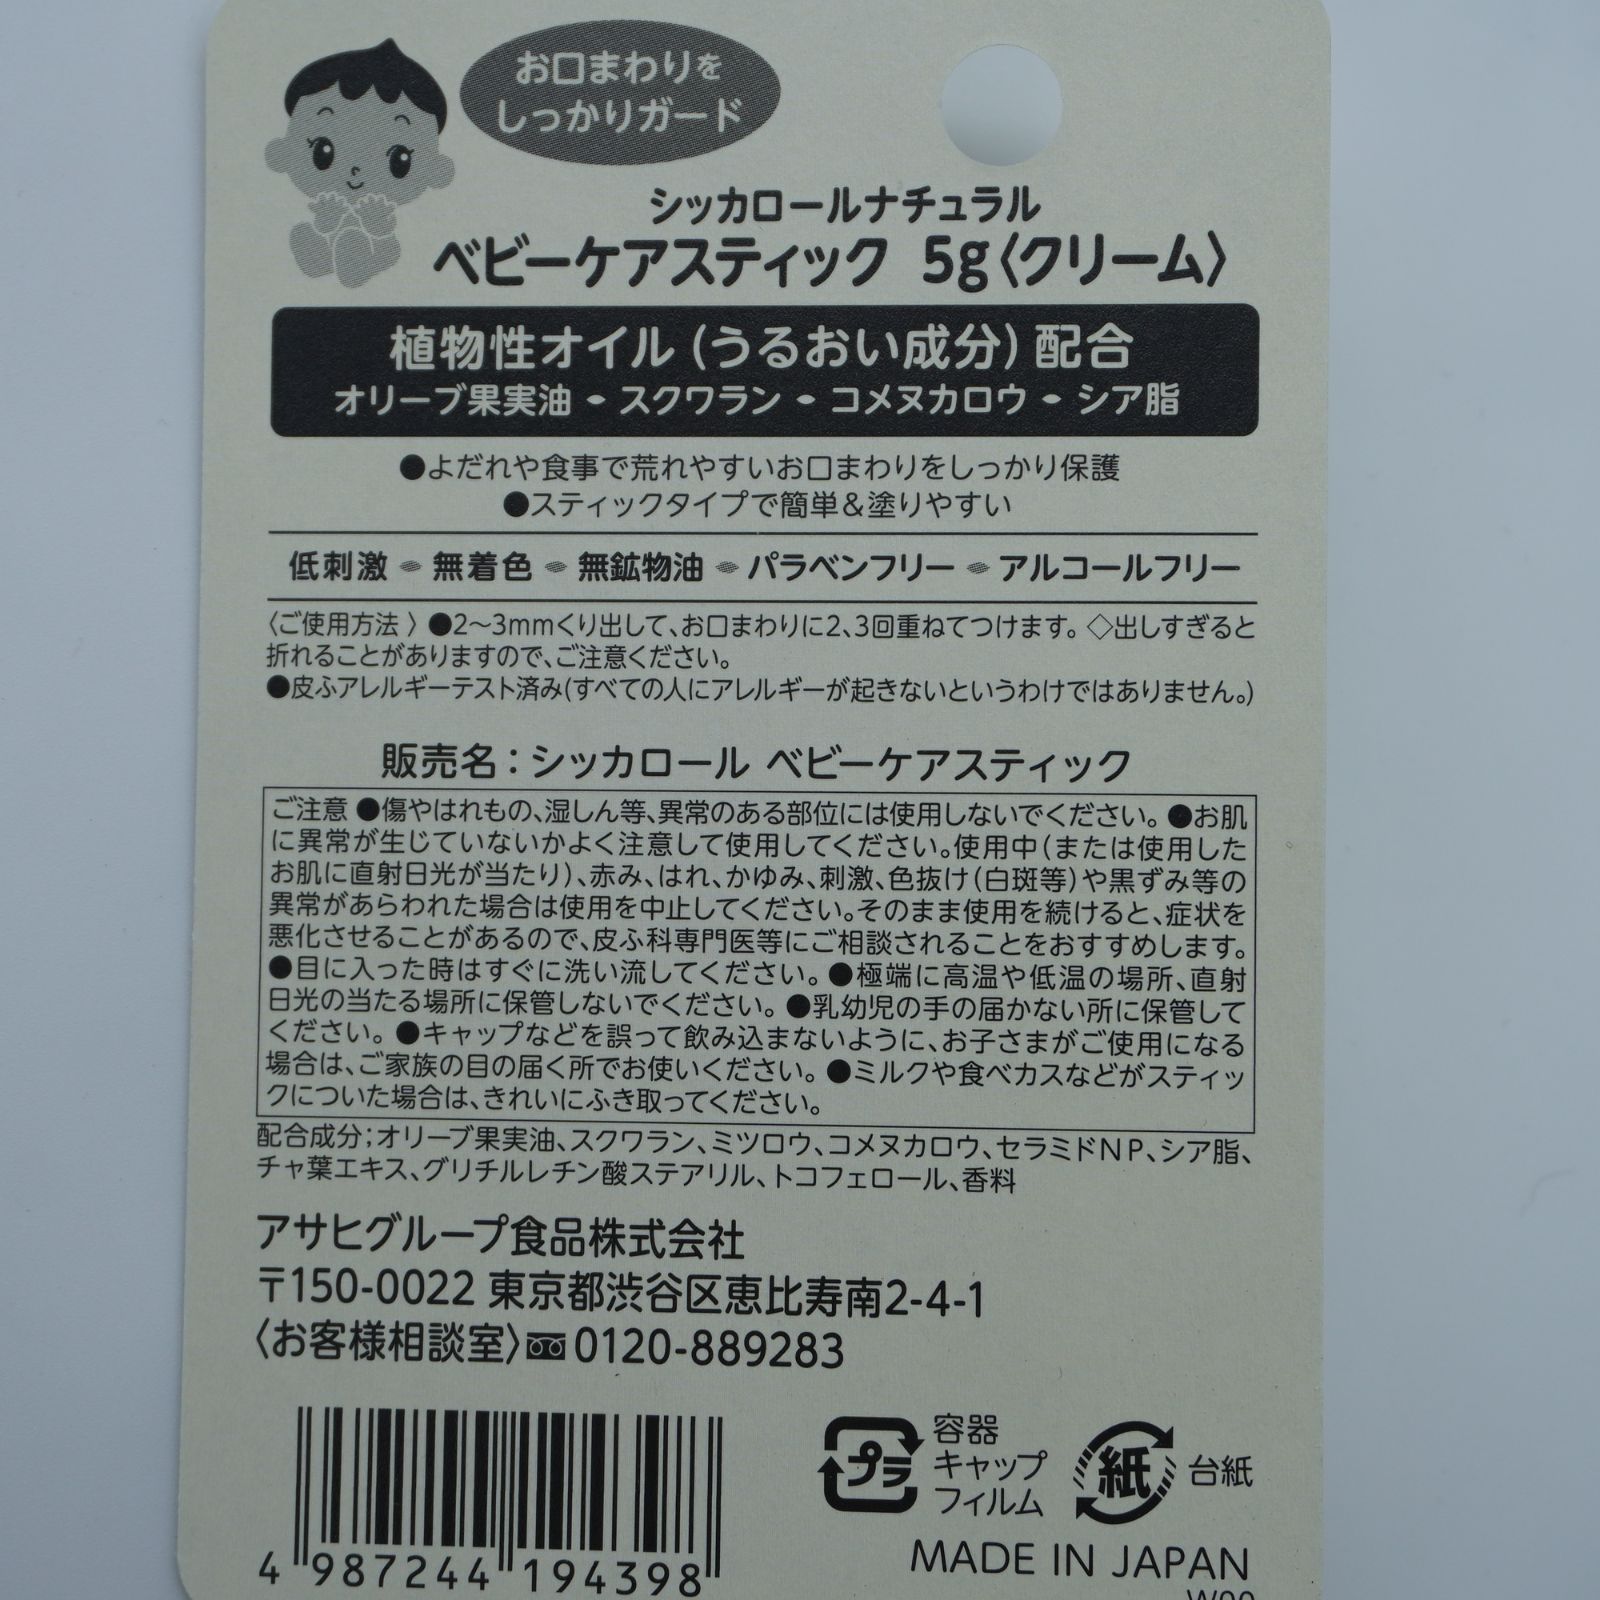 お口まわりを
しっかりガード
シッカロールナチュラル
ベビーケアスティック 5g〈クリーム〉
植物性オイル(うるおい成分)配合
オリーブ果実油・スクワラン・コメヌカロウ・シア脂
●よだれや食事で荒れやすいお口まわりをしっかり保護
●スティックタイプで簡単&塗りやすい
低刺激・無着色・無鉱物油・パラベンフリー・アルコールフリー
〈ご使用方法〉●2〜3mmくり出して、お口まわりに2、3回重ねてつけます。◇出しすぎると
折れることがありますので、ご注意ください。
●皮ふアレルギーテスト済み(すべての人にアレルギーが起きないというわけではありません。)
販売名:シッカロール ベビーケアスティック
ご注意 ●傷やはれもの、湿しん等、異常のある部位には使用しないでください。●お肌
に異常が生じていないかよく注意して使用してください。使用中(または使用した
お肌に直射日光が当たり)、赤み、はれ、かゆみ、刺激、色抜け(白斑等)や黒ずみ等の
異常があらわれた場合は使用を中止してください。そのまま使用を続けると、症状を
悪化させることがあるので、皮ふ科専門医等にご相談されることをおすすめします。
●目に入った時はすぐに洗い流してください。●極端に高温や低温の場所、直射
日光の当たる場所に保管しないでください。●乳幼児の手の届かない所に保管して
ください。●キャップなどを誤って飲み込まないように、お子さまがご使用になる
場合は、ご家族の目の届く所でお使いください。●ミルクや食べカスなどがスティッ
クについた場合は、きれいにふき取ってください。
配合成分;オリーブ果実油、スクワラン、ミツロウ、コメヌカロウ、セラミドNP、シア脂、
チャ葉エキス、グリチルレチン酸ステアリル、トコフェロール、香料
アサヒグループ食品株式会社
〒150-0022 東京都渋谷区恵比寿南2-4-1
〈お客様相談室〉0120-889283
プラ
容器
キャップ
フィルム
紙
台紙
4 987244 194398
MADE IN JAPAN